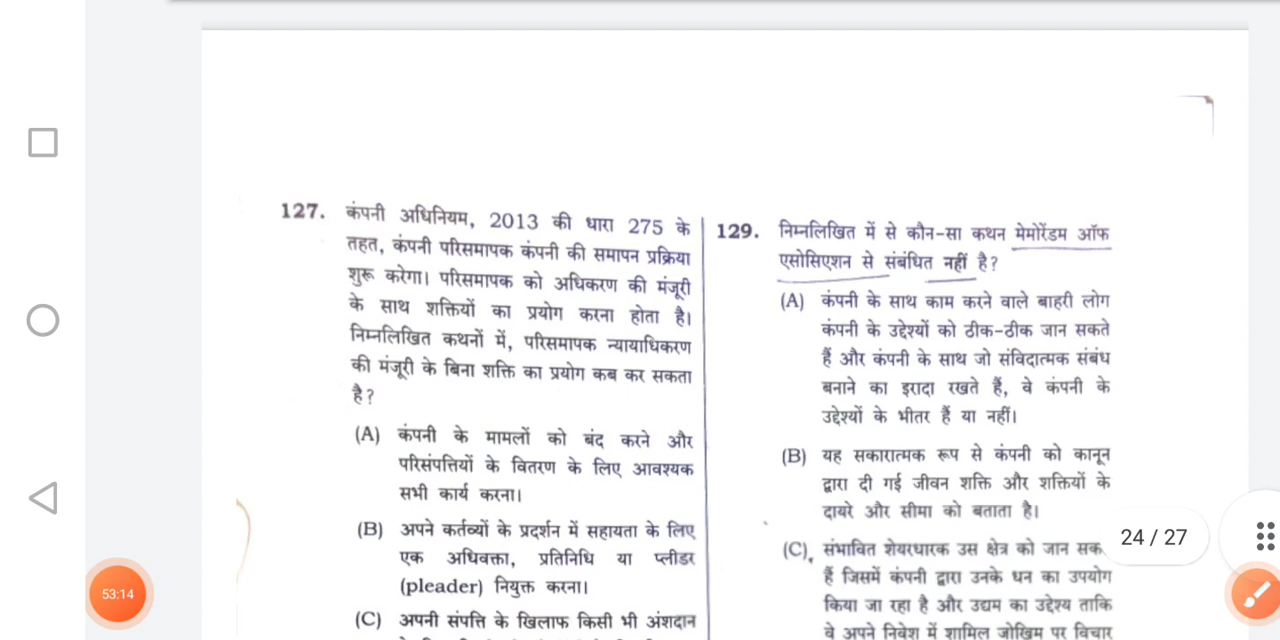 127. कंपनी अधिनियम, 2013 की धारा 275 के
तहत, कंपनी परिसमापक कंपनी की समापन प्रक्रिया
शुरू करेगा। परिसमापक को अधिकरण की मंजूरी
के साथ शक्तियों का प्रयोग करना होता है।
निम्नलिखित कथनों में, परिसमापक न्यायाधिकरण
की मंजूरी के बिना शक्ति का प्रयोग कब कर सकता
है?
(A) कंपनी के मामलों को बंद करने और
परिसंपत्तियों के वितरण के लिए आवश्यक
सभी कार्य करना।
(B) अपने कर्तव्यों के प्रदर्शन में सहायता के लिए
एक अधिवक्ता, प्रतिनिधि या प्लीडर
(pleader) नियुक्त करना।
(C) अपनी संपत्ति के खिलाफ किसी भी अंशदान
129. निम्नलिखित में से कौन-सा कथन मेमोरेंडम ऑफ
एसोसिएशन से संबंधित नहीं है?
(A) कंपनी के साथ काम करने वाले बाहरी लोग
कंपनी के उद्देश्यों को ठीक-ठीक जान सकते
हैं और कंपनी के साथ जो संविदात्मक संबंध
बनाने का इरादा रखते हैं, वे कंपनी के
उद्देश्यों के भीतर हैं या नहीं।
(B) यह सकारात्मक रूप से कंपनी को कानून
द्वारा दी गई जीवन शक्ति और शक्तियों के
दायरे और सीमा को बताता है।
(C) संभावित शेयरधारक उस क्षेत्र को जान सक
हैं जिसमें कंपनी द्वारा उनके धन का उपयोग
किया जा रहा है और उद्यम का उद्देश्य ताकि
वे अपने निवेश में शामिल जोखिम पर विचार
24 / 27
53:14